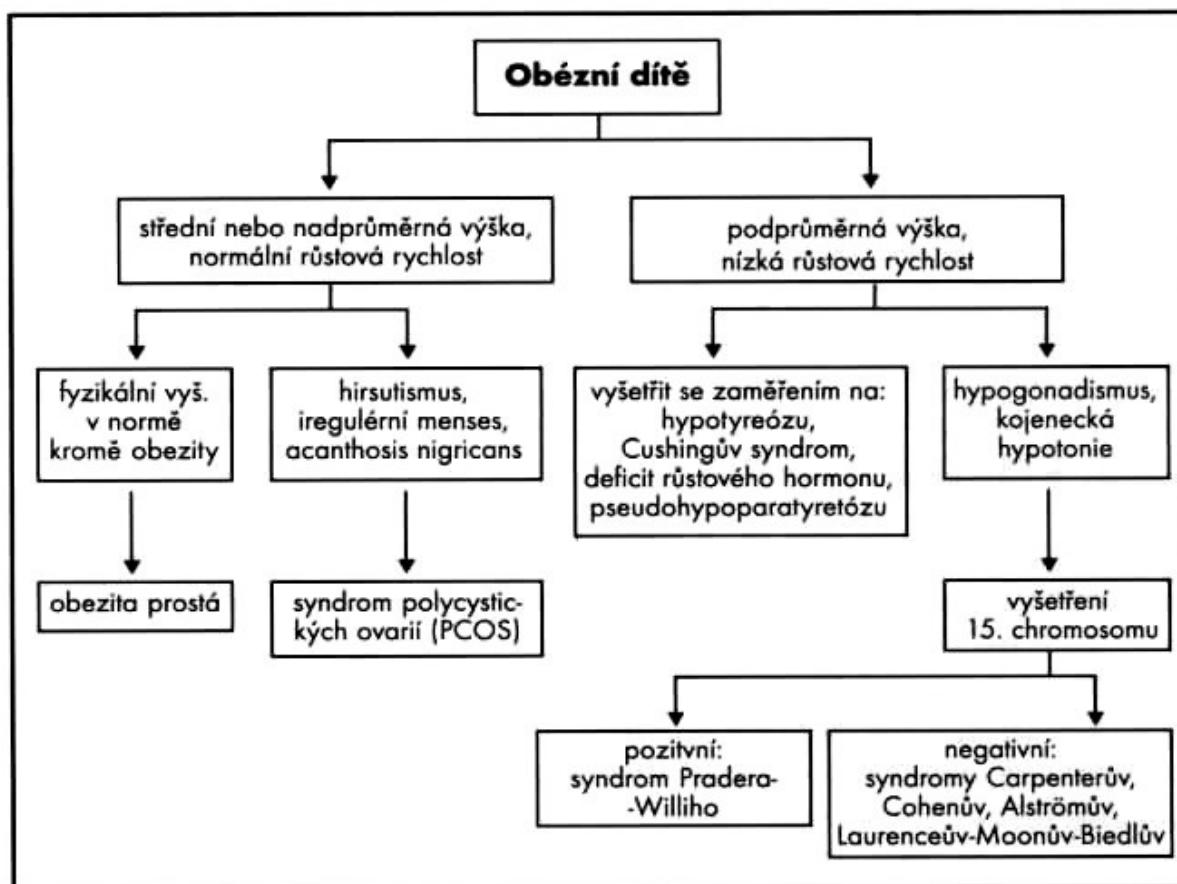 Obézní dítě
střední nebo nadprůměrná výška,
normální růstová rychlost
podprůměrná výška,
nízká růstová rychlost
fyzikální vyš.
v normě
kromě obezity
hirsutismus,
iregulérní menses,
acanthosis nigricans
vyšetřit se zaměřením na:
hypotyreózu,
Cushingův syndrom,
deficit růstového hormonu,
pseudohypoparatyretózu
hypogonadismus,
kojenecká
hypotonie
obezita prostá
syndrom polycystic-
kých ovarií (PCOS)
vyšetření
15. chromosomu
pozitvní:
syndrom Pradera-
-Williho
negativní:
syndromy Carpenterův,
Cohenův, Alströmův,
Laurenceův-Moonův-Biedlův